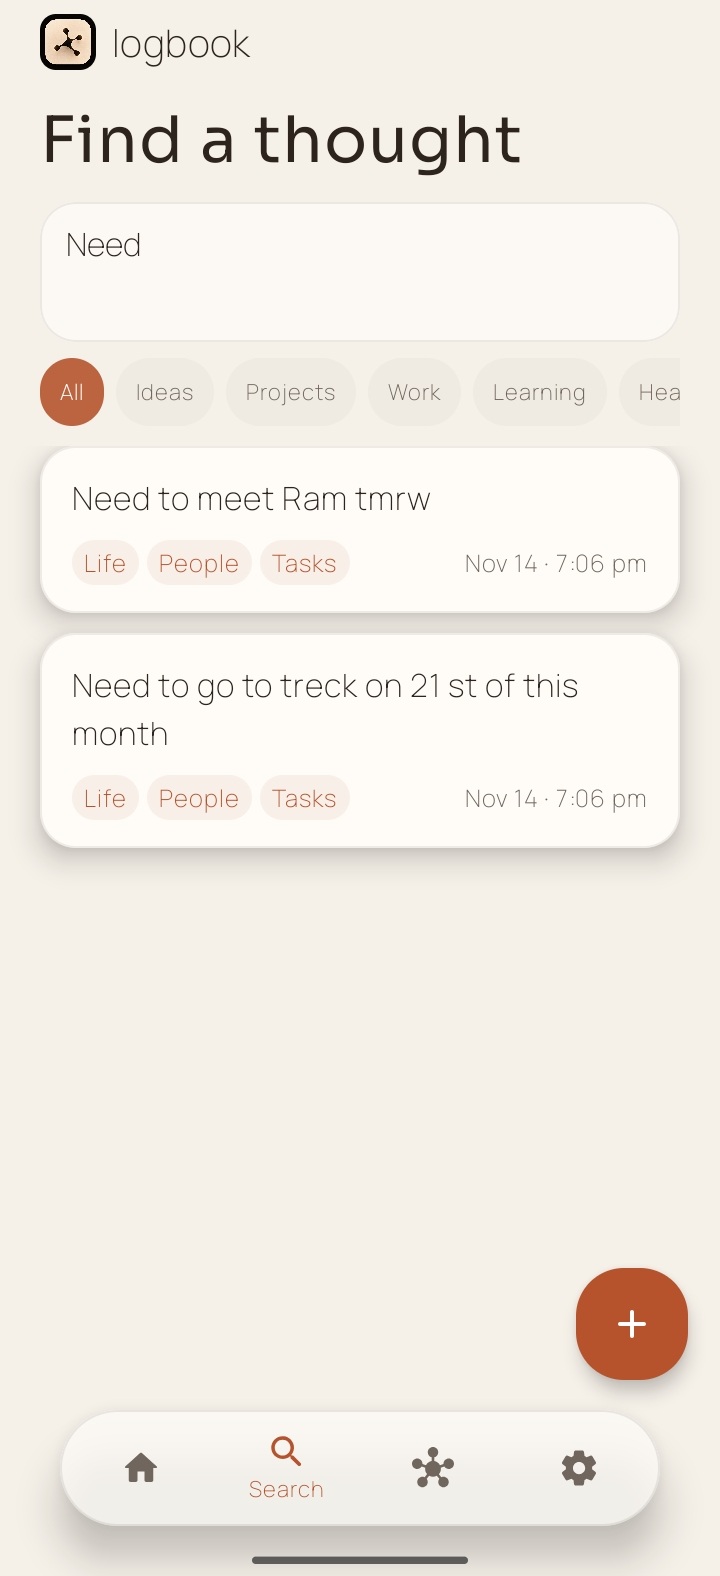 logbook
Find a thought
Need
All Ideas Projects Work Learning Hea
Need to meet Ram tmrw
Life People Tasks Nov 14 · 7:06 pm
Need to go to treck on 21 st of this
month
Life People Tasks Nov 14 · 7:06 pm
Search